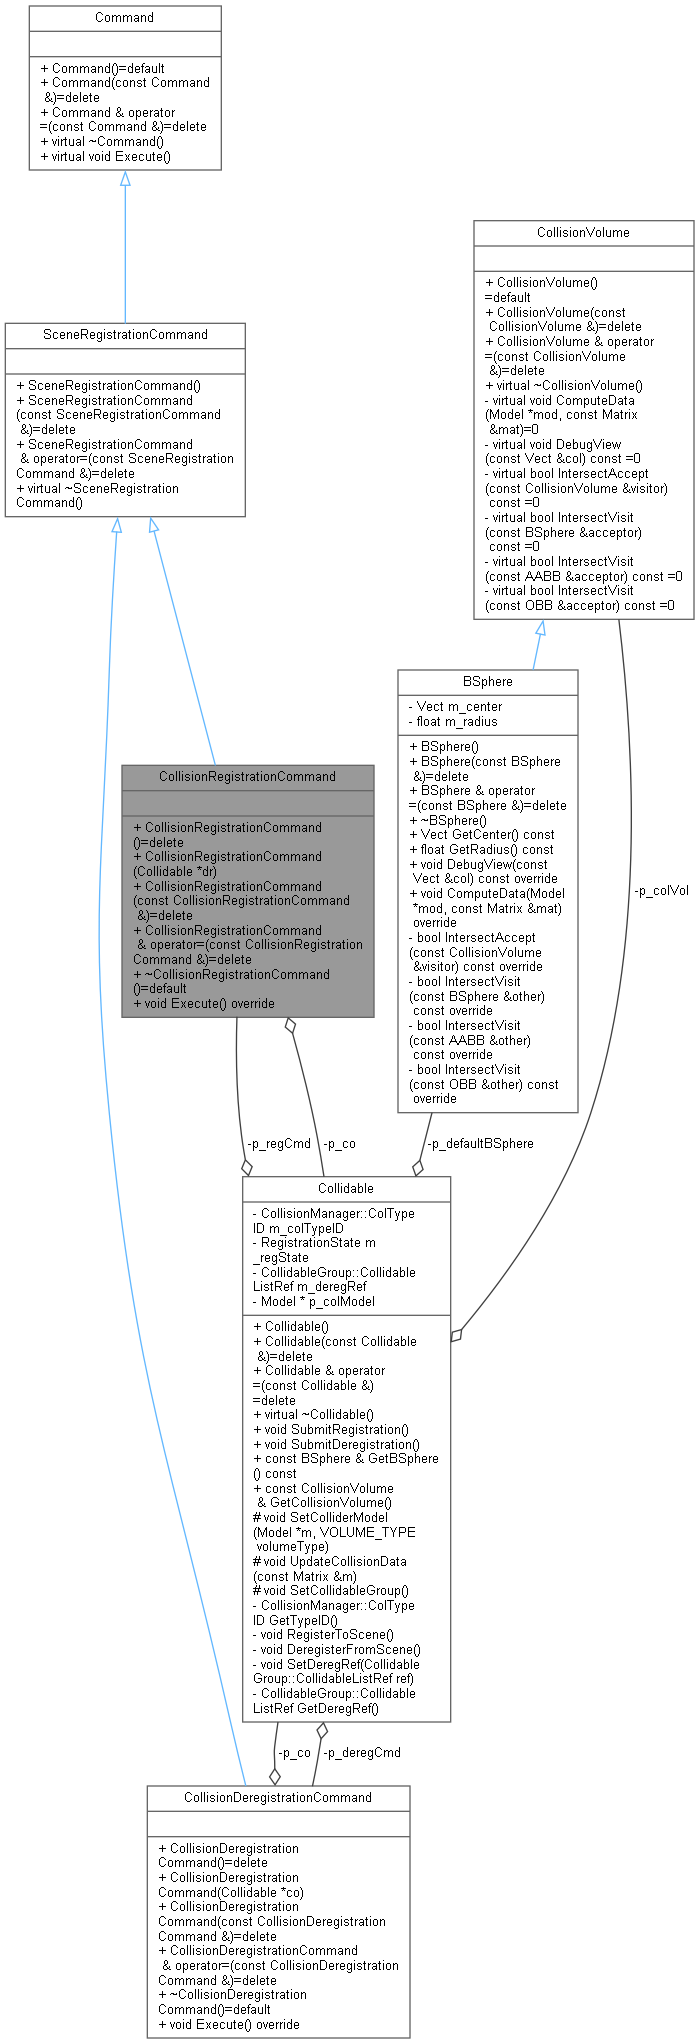 Command
+ Command()=default
+ Command(const Command
&)=delete
+ Command & operator
=(const Command &)=delete
+ virtual ~Command()
+ virtual void Execute()
CollisionVolume
+ CollisionVolume()
=default
+ CollisionVolume(const
CollisionVolume &)=delete
+ CollisionVolume & operator
=(const CollisionVolume
&)=delete
+ virtual ~CollisionVolume()
- virtual void ComputeData
(Model *mod, const Matrix
&mat)=0
- virtual void DebugView
(const Vect &col) const =0
- virtual bool IntersectAccept
(const CollisionVolume &visitor)
const =0
- virtual bool IntersectVisit
(const BSphere &acceptor)
const =0
- virtual bool IntersectVisit
(const AABB &acceptor) const =0
- virtual bool IntersectVisit
(const OBB &acceptor) const =0
SceneRegistrationCommand
+ SceneRegistrationCommand()
+ SceneRegistrationCommand
(const SceneRegistrationCommand
&)=delete
+ SceneRegistrationCommand
& operator=(const SceneRegistration
Command &)=delete
+ virtual ~SceneRegistration
Command()
BSphere
- Vect m_center
- float m_radius
+ BSphere()
+ BSphere(const BSphere
&)=delete
+ BSphere & operator
=(const BSphere &)=delete
+ ~BSphere()
+ Vect GetCenter() const
+ float GetRadius() const
+ void DebugView(const
Vect &col) const override
+ void ComputeData(Model
*mod, const Matrix &mat)
override
- bool IntersectAccept
(const CollisionVolume
&visitor) const override
- bool IntersectVisit
(const BSphere &other)
const override
- bool IntersectVisit
(const AABB &other)
const override
- bool IntersectVisit
(const OBB &other) const
override
CollisionRegistrationCommand
+ CollisionRegistrationCommand
()=delete
+ CollisionRegistrationCommand
(Collidable *dr)
+ CollisionRegistrationCommand
(const CollisionRegistrationCommand
&)=delete
+ CollisionRegistrationCommand
& operator=(const CollisionRegistration
Command &)=delete
+ ~CollisionRegistrationCommand
()=default
+ void Execute() override
-p_colVol
-p_regCmd
-p_co
-p_defaultBSphere
Collidable
- CollisionManager::ColType
ID m_colTypeID
- RegistrationState m
_regState
- CollidableGroup::Collidable
ListRef m_deregRef
- Model * p_colModel
+ Collidable()
+ Collidable(const Collidable
&)=delete
+ Collidable & operator
=(const Collidable &)
=delete
+ virtual ~Collidable()
+ void SubmitRegistration()
+ void SubmitDeregistration()
+ const BSphere & GetBSphere
() const
+ const CollisionVolume
& GetCollisionVolume()
# void SetColliderModel
(Model *m, VOLUME_TYPE
volumeType)
# void UpdateCollisionData
(const Matrix &m)
# void SetCollidableGroup()
- CollisionManager::ColType
ID GetTypeID()
- void RegisterToScene()
- void DeregisterFromScene()
- void SetDeregRef(Collidable
Group::CollidableListRef ref)
- CollidableGroup::Collidable
ListRef GetDeregRef()
-p_co
-p_deregCmd
CollisionDeregistrationCommand
+ CollisionDeregistration
Command()=delete
+ CollisionDeregistration
Command(Collidable *co)
+ CollisionDeregistration
Command(const CollisionDeregistration
Command &)=delete
+ CollisionDeregistrationCommand
& operator=(const CollisionDeregistration
Command &)=delete
+ ~CollisionDeregistration
Command()=default
+ void Execute() override